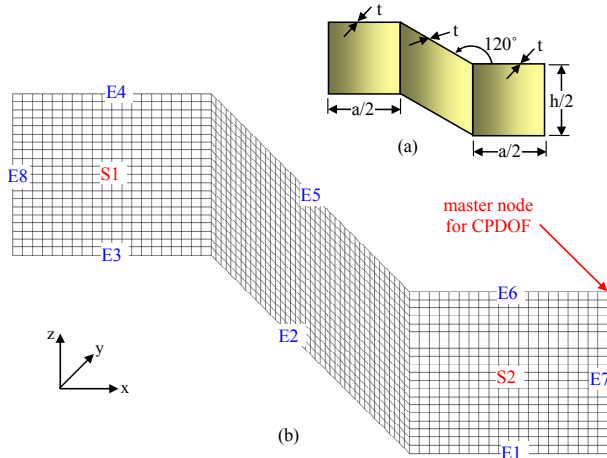 t
t
120°
t
h/2
a/2
a/2
(a)
E4
E8
S1
E5
master node
for CPDOF
E3
E6
E2
z
y
x
S2
E7
(b)
E1